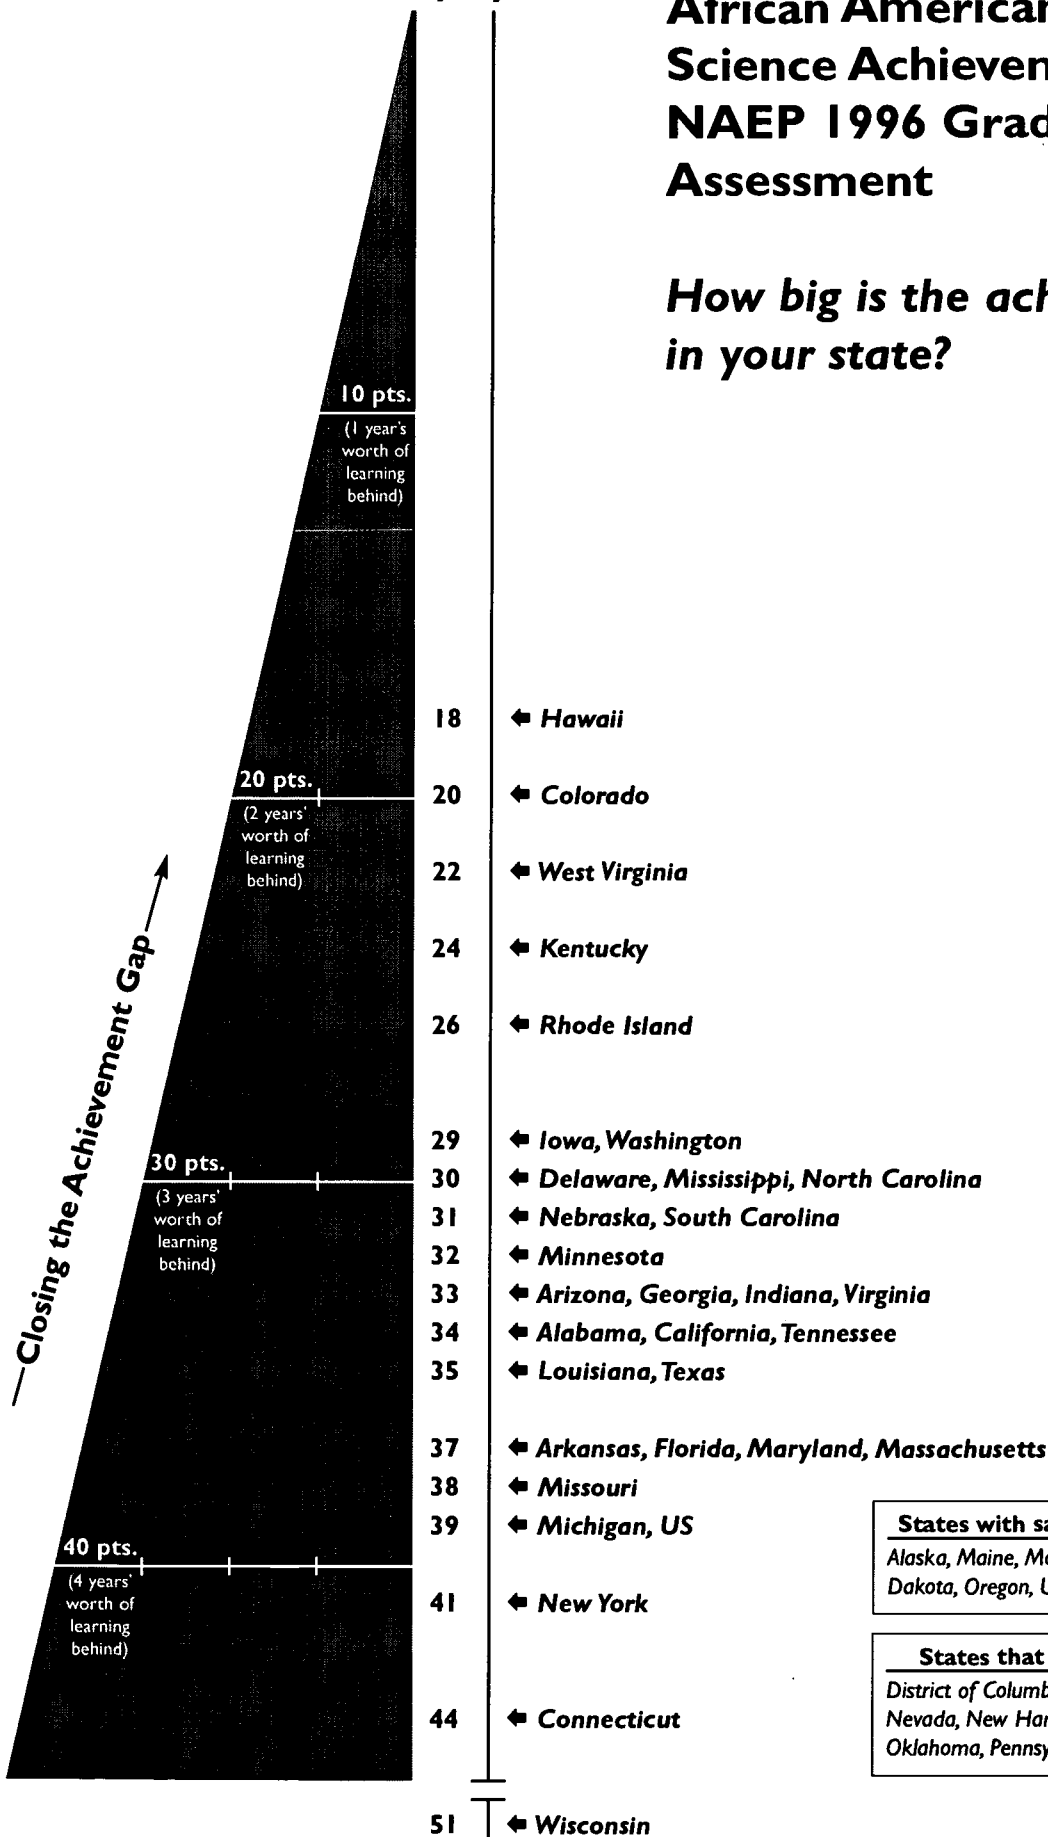 African American
Science Achieven
NAEP 1996 Grad
Assessment
How big is the ach
in your state?
10 pts.
(1 year's
worth of
learning
behind)
18 Hawaii
20 pts.
20 Colorado
(2 years'
worth of
learning
behind)
22 West Virginia
24 Kentucky
26 Rhode Island
Closing the Achievement Gap
29 Iowa, Washington
30 pts.
30 Delaware, Mississippi, North Carolina
(3 years'
worth of
learning
behind)
31 Nebraska, South Carolina
32 Minnesota
33 Arizona, Georgia, Indiana, Virginia
34 Alabama, California, Tennessee
35 Louisiana, Texas
37 Arkansas, Florida, Maryland, Massachusetts
38 Missouri
39 Michigan, US
40 pts.
(4 years'
worth of
learning
behind)
41 New York
44 Connecticut
51 Wisconsin
States with sa
Alaska, Maine, Mo
Dakota, Oregon, U
States that
District of Columb
Nevada, New Ham
Oklahoma, Pennsy